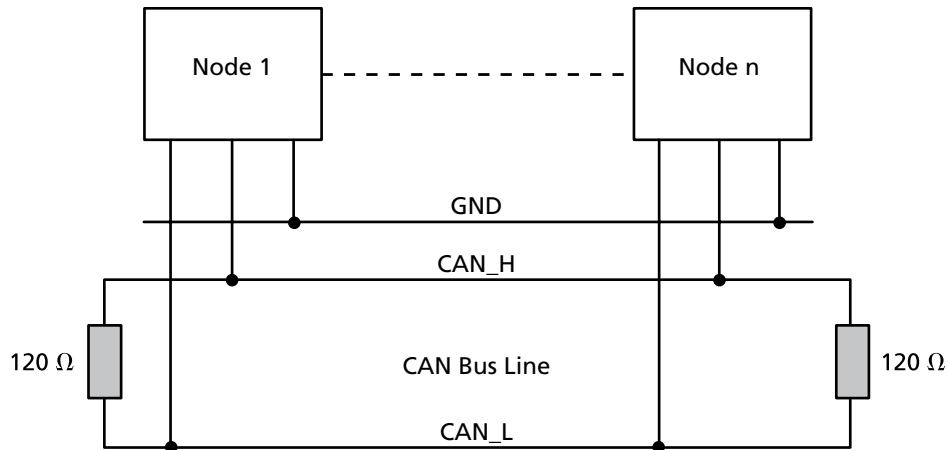 Node 1
Node n
GND
CAN_H
120 Ω
CAN Bus Line
120 Ω
CAN_L